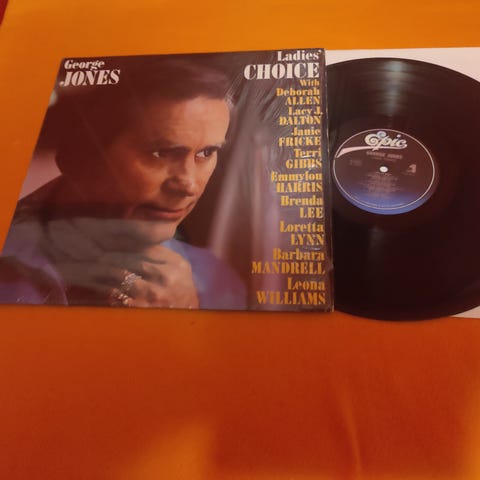 George
JONES
Ladies'
CHOICE
With
Deborah
ALLEN
Lacy J.
DALTON
Janie
FRICKE
Terri
GIBBS
Emmylou
HARRIS
Brenda
LEE
Loretta
LYNN
Barbara
MANDRELL
Leona
WILLIAMS
Epic
GEORGE JONES